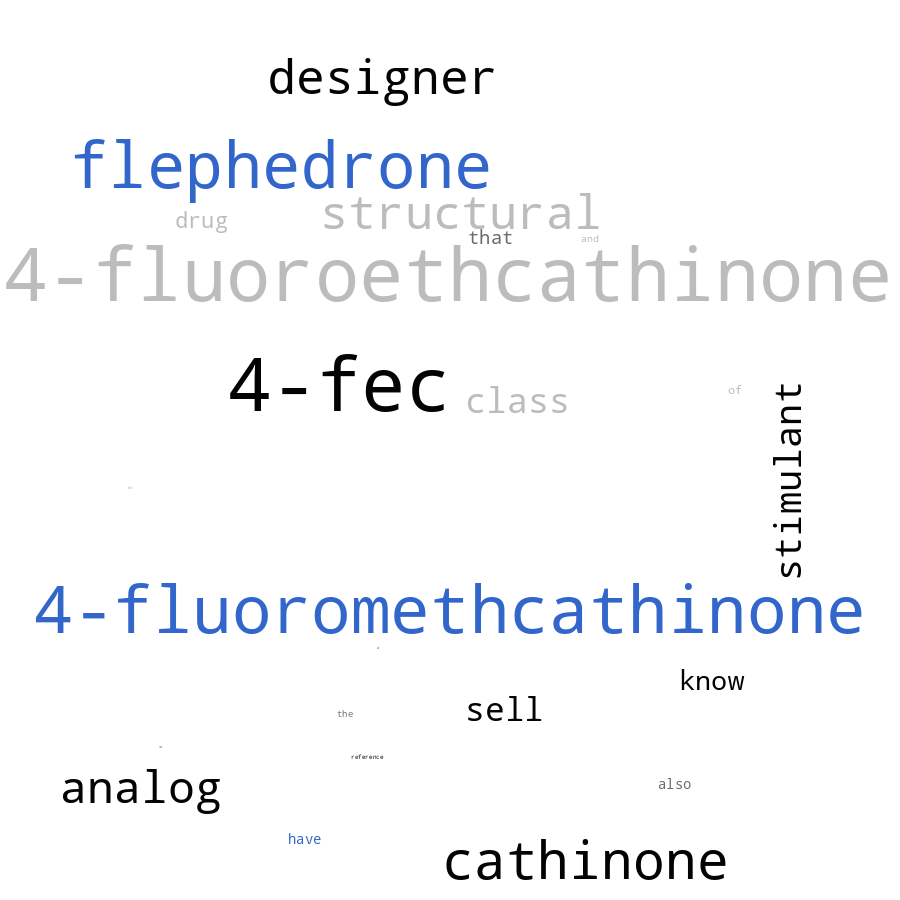 designer
flephedrone
structural
drug
that
and
4-fluoroethcathinone
4-fec
class
of
stimulant
4-fluoromethcathinone
know
sell
the
reference
analog
also
have
cathinone